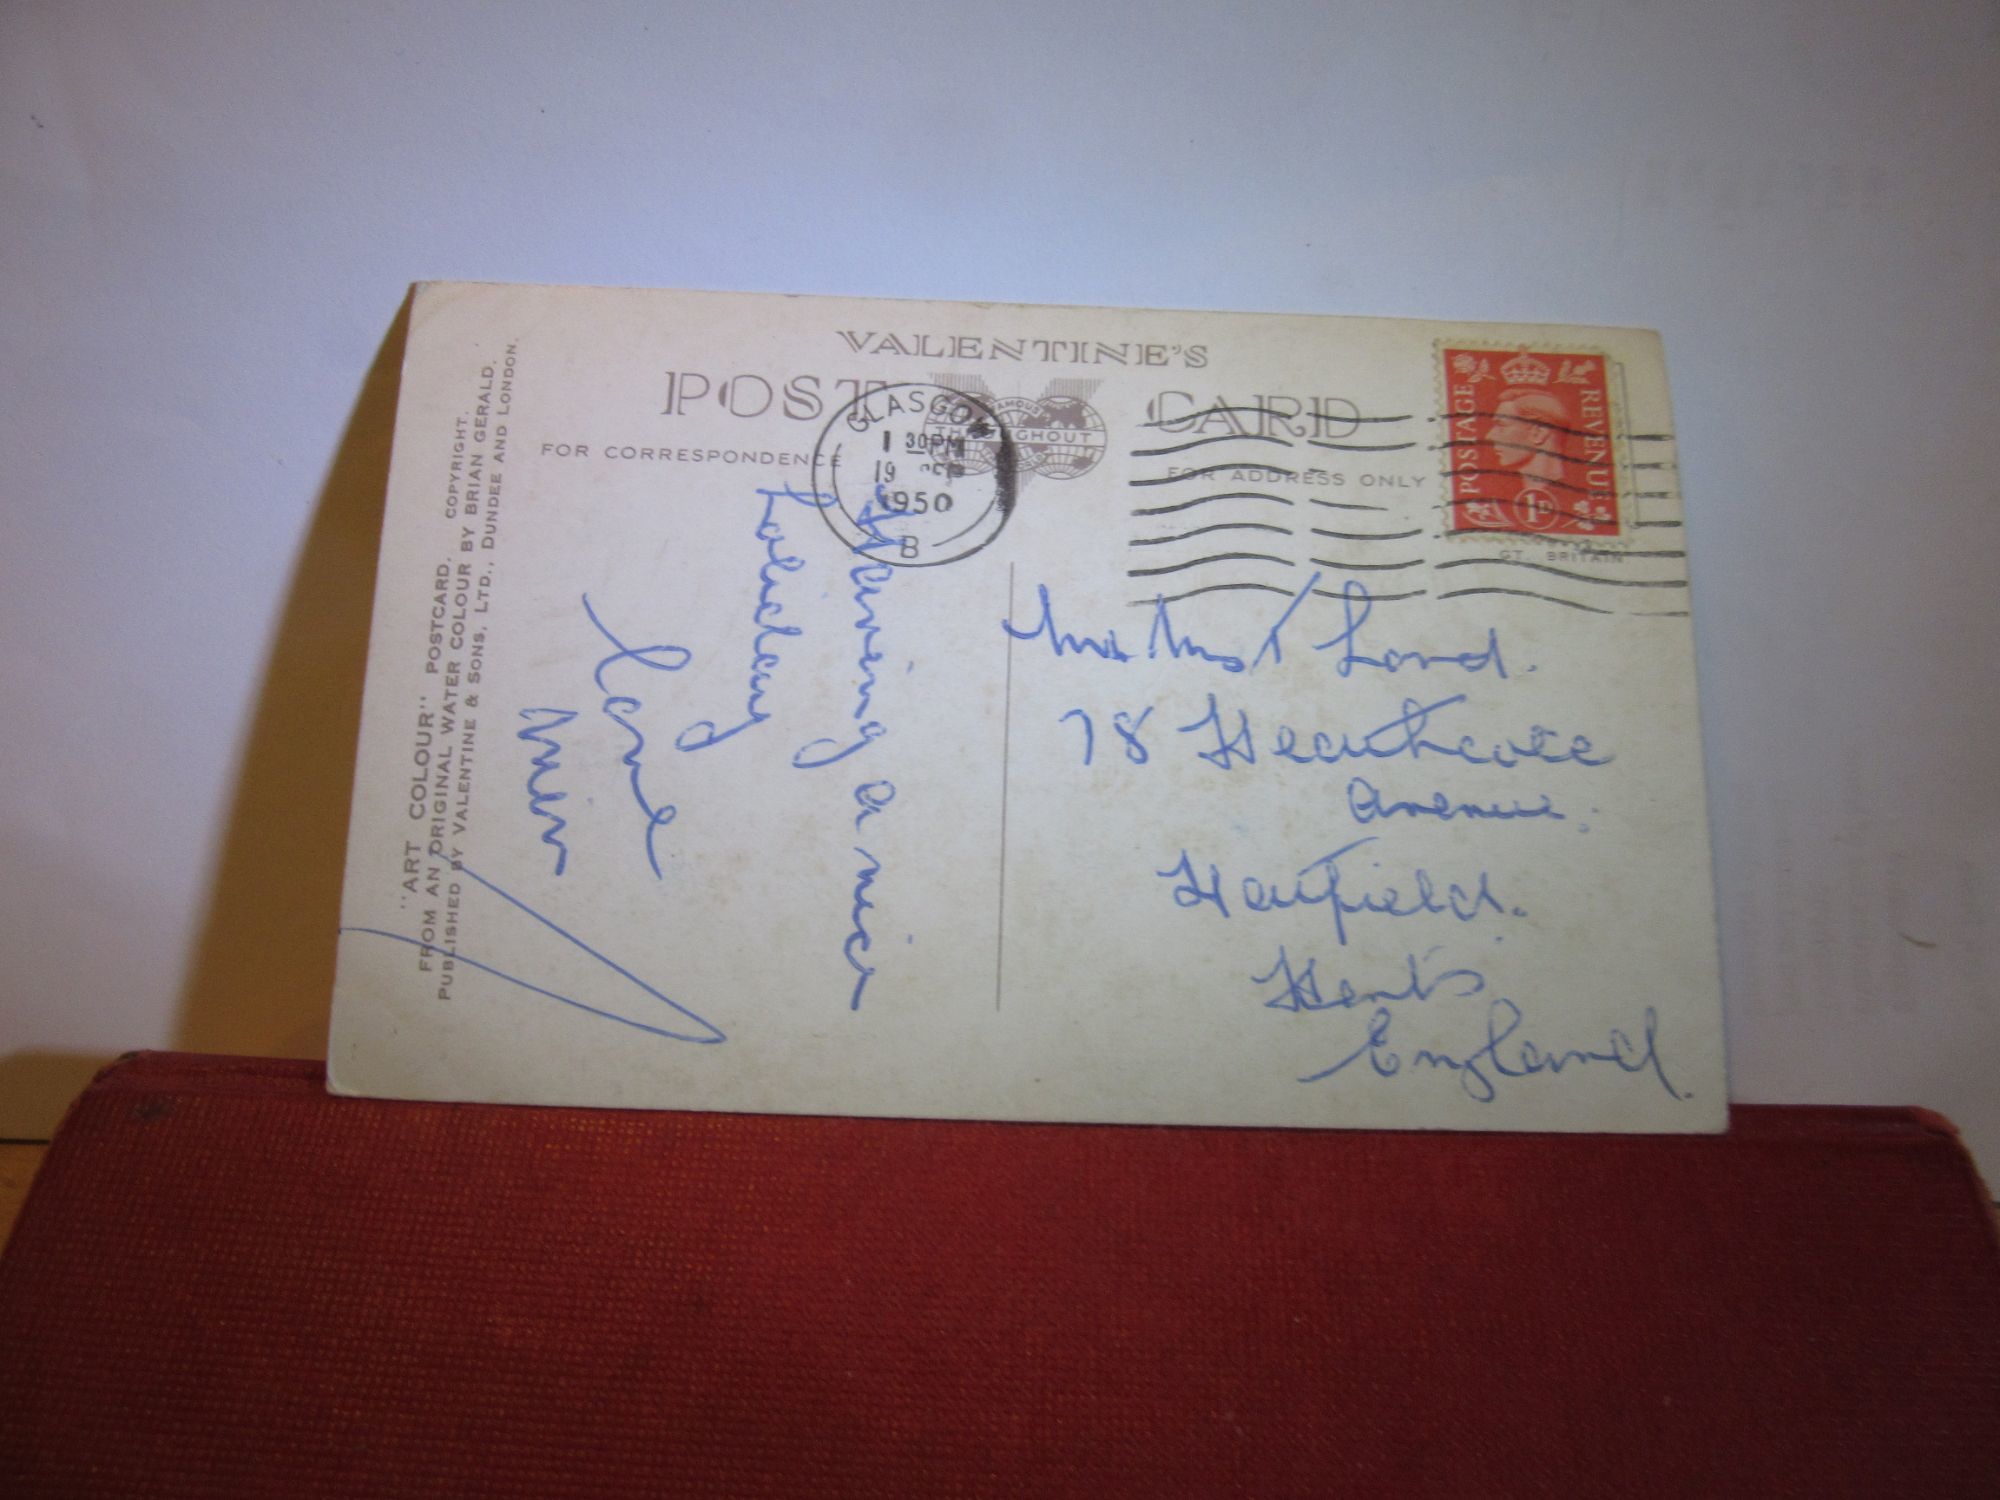 VALENTINE'S
POST CARD
FAMOUS
THROUGHOUT
FOR CORRESPONDENCE
FOR ADDRESS ONLY
GLASGOW
1 30PM
19
1950
B
POSTAGE REVENUE
1D
GT. BRITAIN
Having a nice
holiday
love
"ART COLOUR" POSTCARD. COPYRIGHT.
FROM AN ORIGINAL WATER COLOUR BY BRIAN GERALD.
PUBLISHED BY VALENTINE & SONS, LTD., DUNDEE AND LONDON.
Lord.
78 Heathcote
Avenue.
Hatfield.
Herts
England.